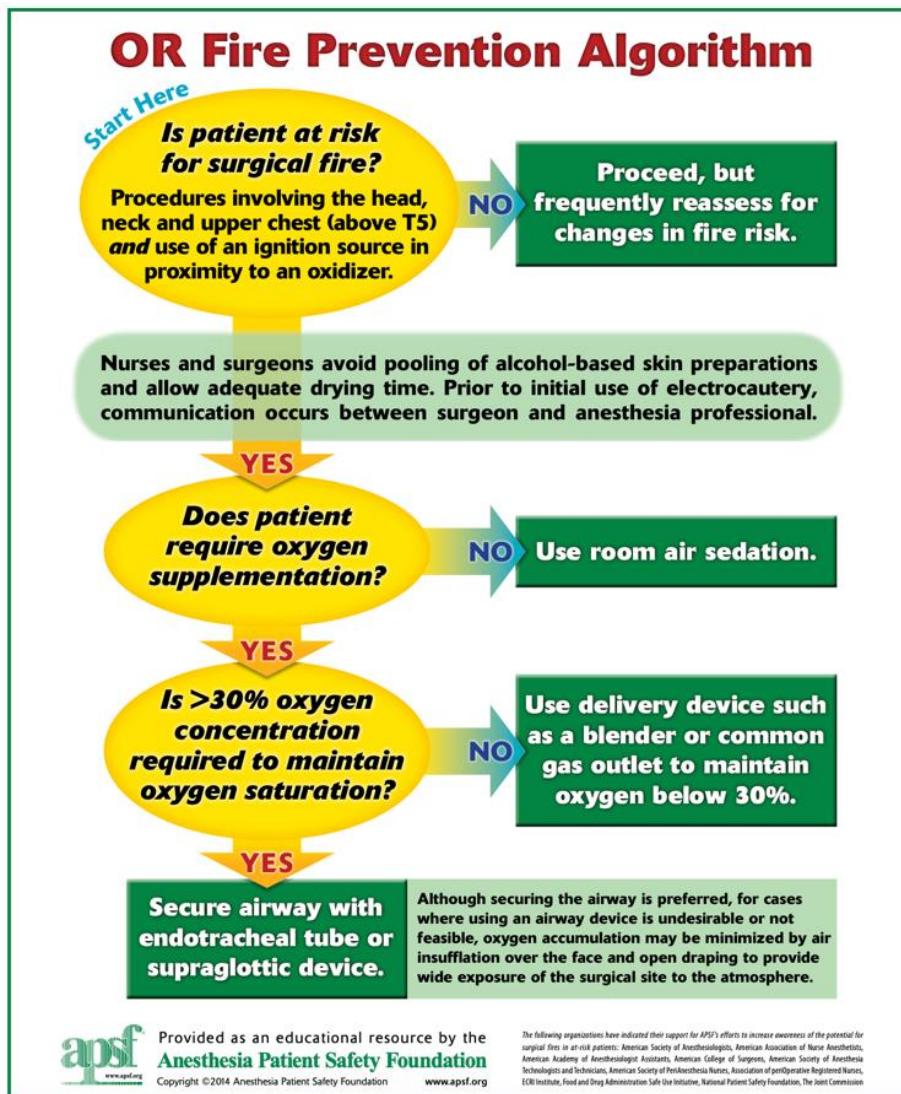 OR Fire Prevention Algorithm
Start Here
Is patient at risk
for surgical fire?
Procedures involving the head,
neck and upper chest (above T5)
and use of an ignition source in
proximity to an oxidizer.
NO
Proceed, but
frequently reassess for
changes in fire risk.
Nurses and surgeons avoid pooling of alcohol-based skin preparations
and allow adequate drying time. Prior to initial use of electrocautery,
communication occurs between surgeon and anesthesia professional.
YES
Does patient
require oxygen
supplementation?
NO
Use room air sedation.
YES
Is >30% oxygen
concentration
required to maintain
oxygen saturation?
NO
Use delivery device such
as a blender or common
gas outlet to maintain
oxygen below 30%.
YES
Secure airway with
endotracheal tube or
supraglottic device.
Although securing the airway is preferred, for cases
where using an airway device is undesirable or not
feasible, oxygen accumulation may be minimized by air
insufflation over the face and open draping to provide
wide exposure of the surgical site to the atmosphere.
apsf
www.apsf.org
Provided as an educational resource by the
Anesthesia Patient Safety Foundation
Copyright ©2014 Anesthesia Patient Safety Foundation www.apsf.org
The following organizations have indicated their support for APSF's efforts to increase awareness of the potential for
surgical fires in at-risk patients: American Society of Anesthesiologists, American Association of Nurse Anesthetists,
American Academy of Anesthesiologist Assistants, American College of Surgeons, American Society of Anesthesia
Technologists and Technicians, American Society of PeriAnesthesia Nurses, Association of periOperative Registered Nurses,
ECRI Institute, Food and Drug Administration Safe Use Initiative, National Patient Safety Foundation, The Joint Commission